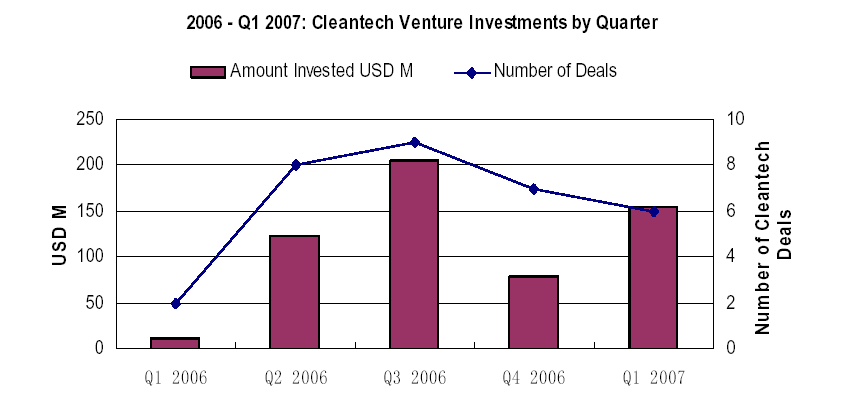 2006 - Q1 2007: Cleantech Venture Investments by Quarter
Amount Invested USD M
Number of Deals
USD M
250
200
150
100
50
0
10
8
6
4
2
0
Number of Cleantech
Deals
Q1 2006
Q2 2006
Q3 2006
Q4 2006
Q1 2007